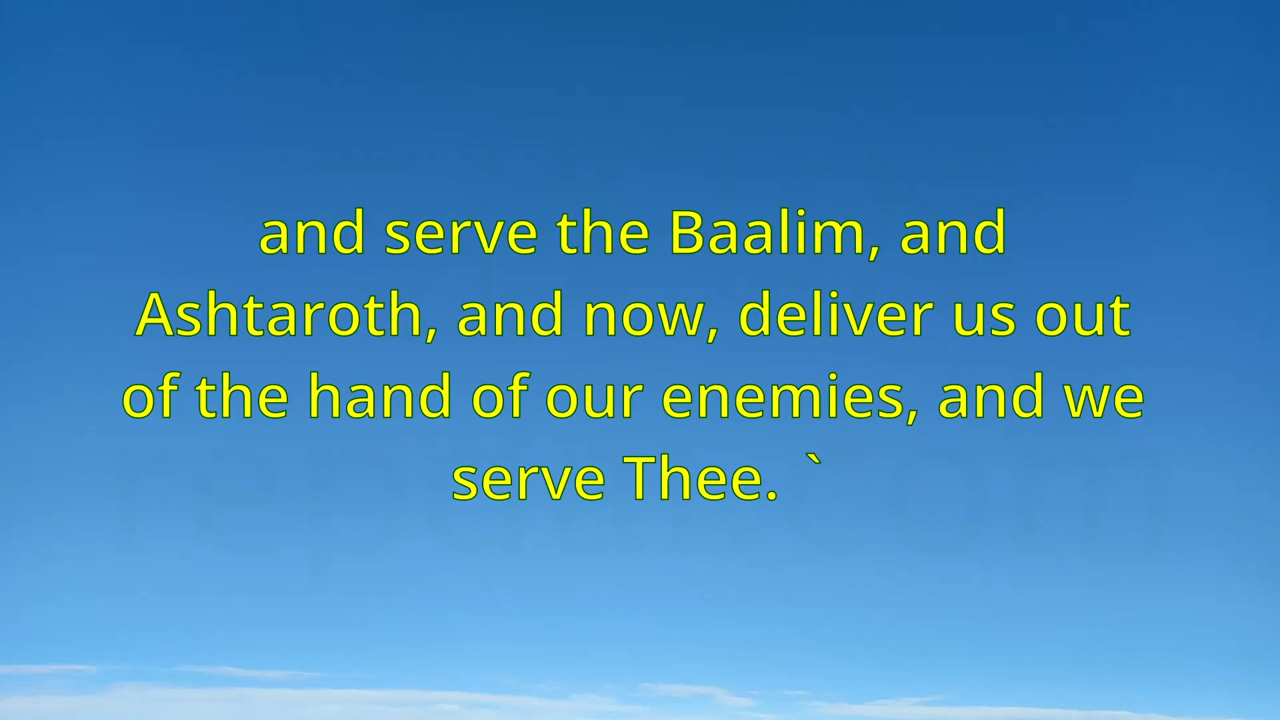 and serve the Baalim, and
Ashtaroth, and now, deliver us out
of the hand of our enemies, and we
serve Thee. `